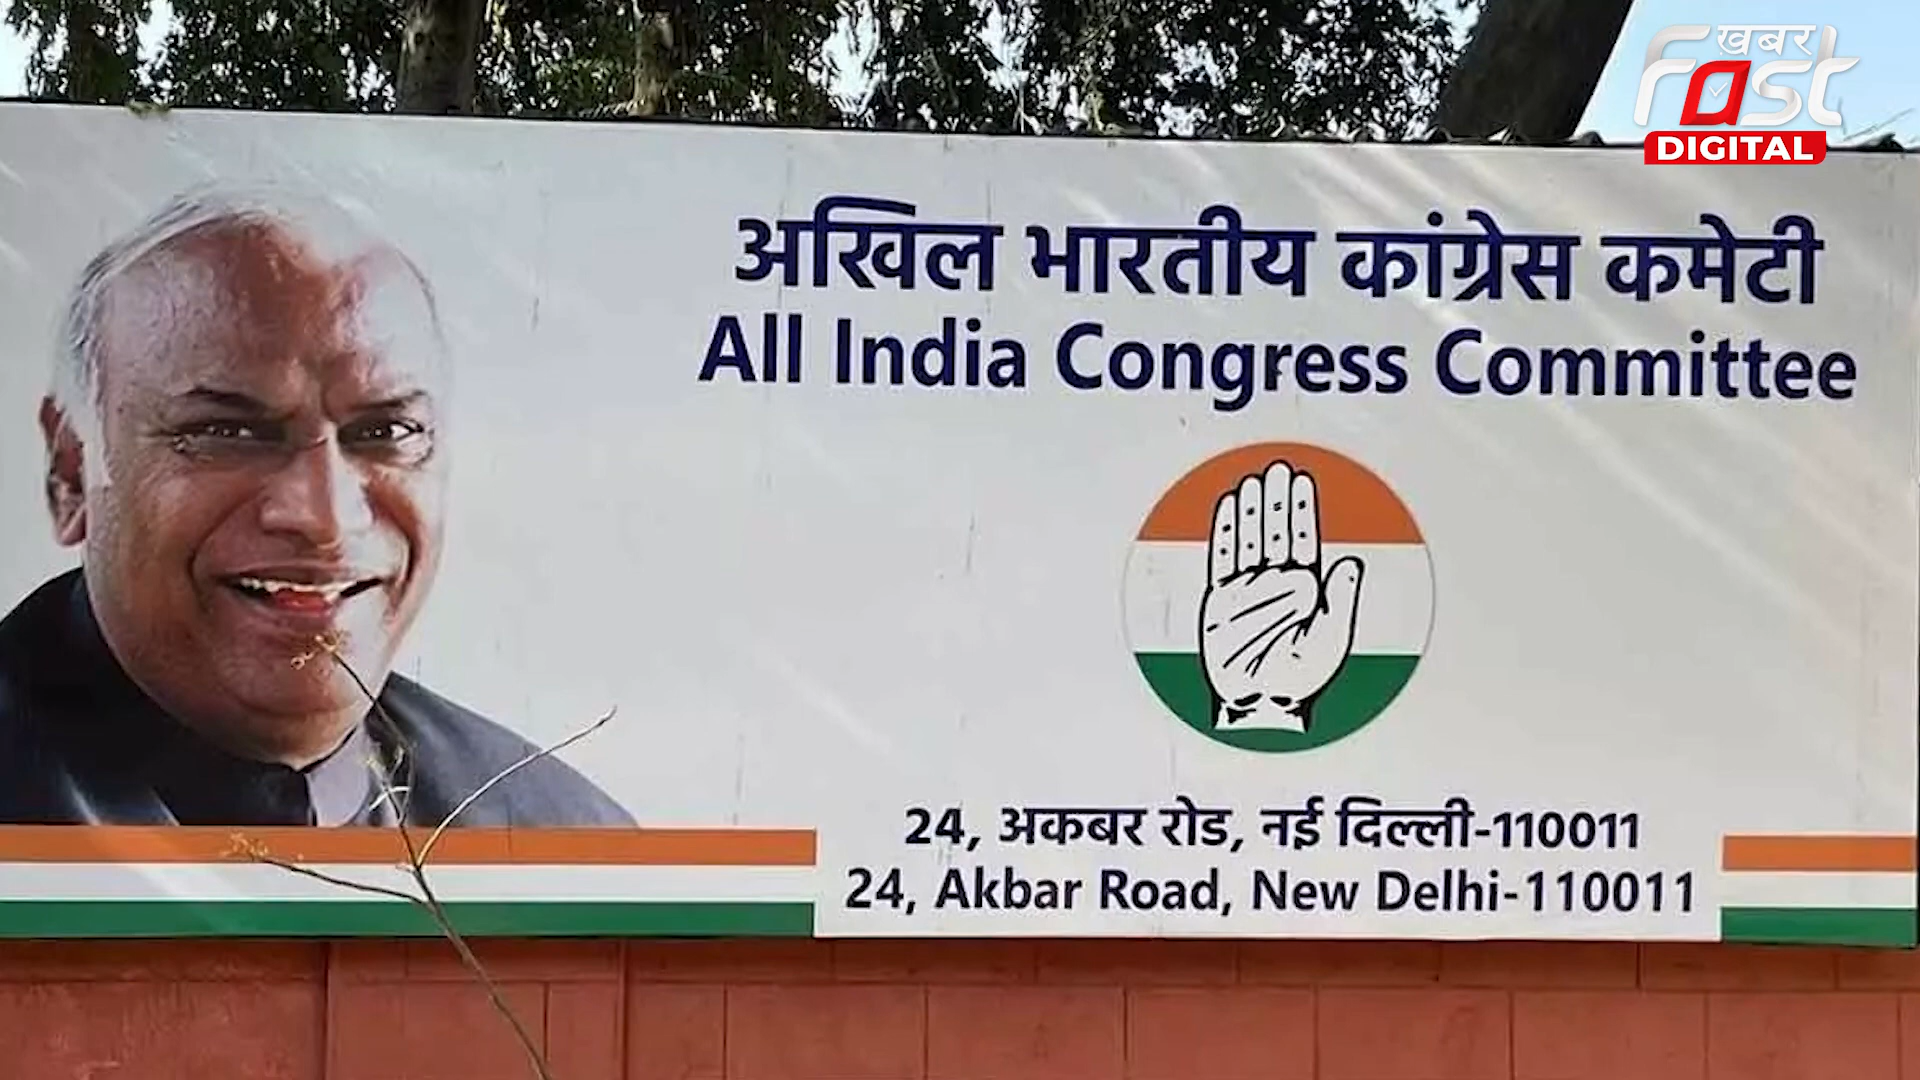 खबर
Fast
DIGITAL
अखिल भारतीय कांग्रेस कमेटी
All India Congress Committee
24, अकबर रोड, नई दिल्ली-110011
24, Akbar Road, New Delhi-110011